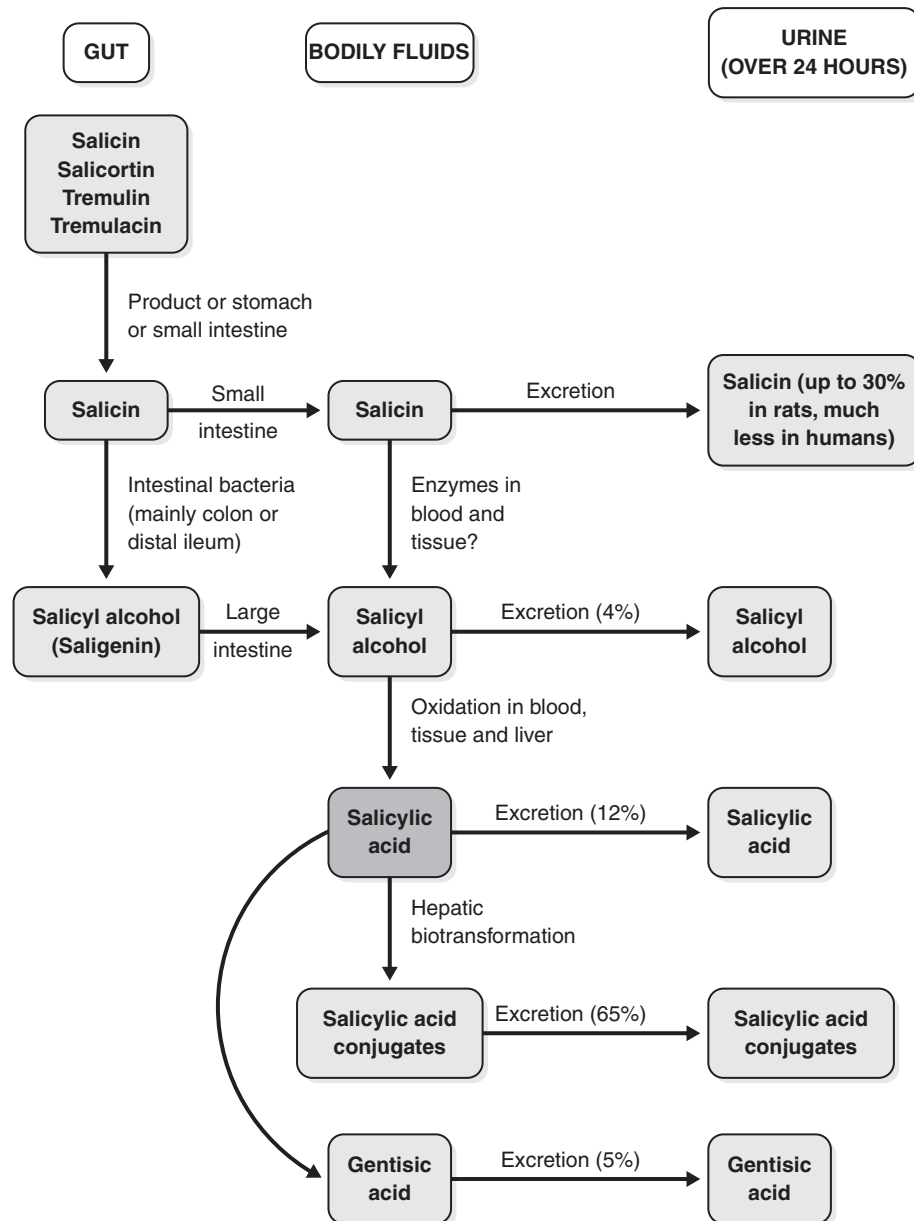 GUT
BODILY FLUIDS
URINE
(OVER 24 HOURS)
Salicin
Salicortin
Tremulin
Tremulacin
Product or stomach
or small intestine
Salicin
Small
intestine
Salicin
Excretion
Salicin (up to 30%
in rats, much
less in humans)
Intestinal bacteria
(mainly colon or
distal ileum)
Enzymes in
blood and
tissue?
Salicyl alcohol
(Saligenin)
Large
intestine
Salicyl
alcohol
Excretion (4%)
Salicyl
alcohol
Oxidation in blood,
tissue and liver
Salicylic
acid
Excretion (12%)
Salicylic
acid
Hepatic
biotransformation
Salicylic acid
conjugates
Excretion (65%)
Salicylic acid
conjugates
Gentisic
acid
Excretion (5%)
Gentisic
acid